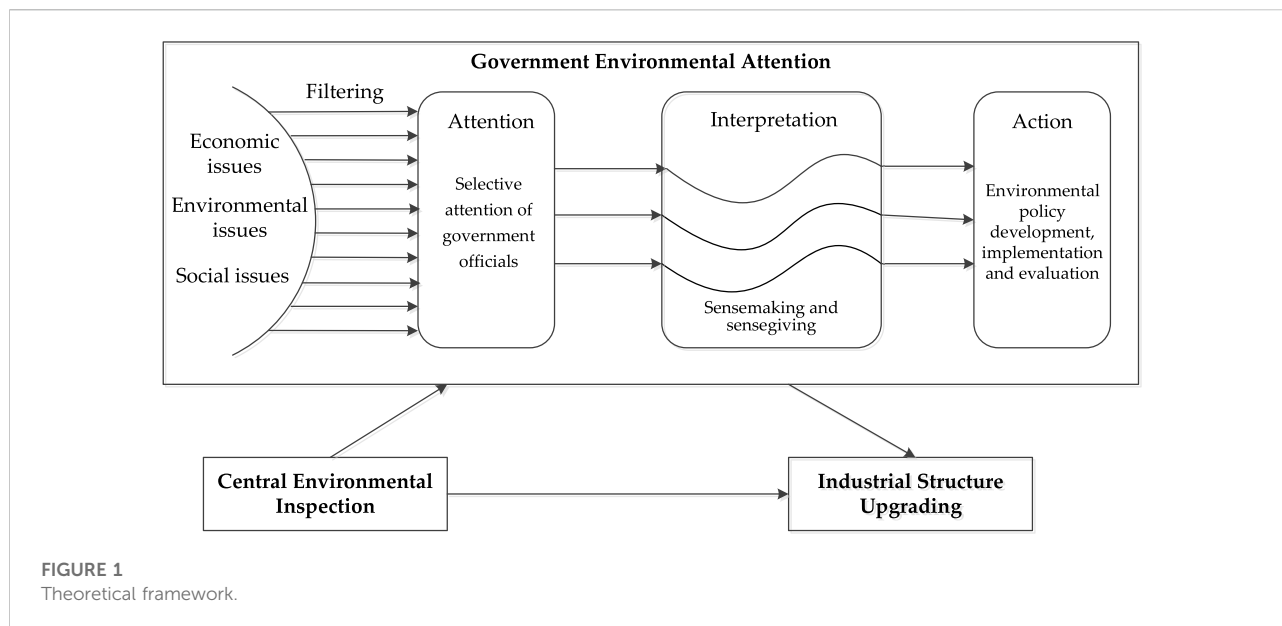 Government Environmental Attention
Filtering
Economic
issues
Environmental
issues
Social issues
Attention
Selective
attention of
government
officials
Interpretation
Sensemaking and
sensegiving
Action
Environmental
policy
development,
implementation
and evaluation
Central Environmental
Inspection
Industrial Structure
Upgrading
FIGURE 1
Theoretical framework.